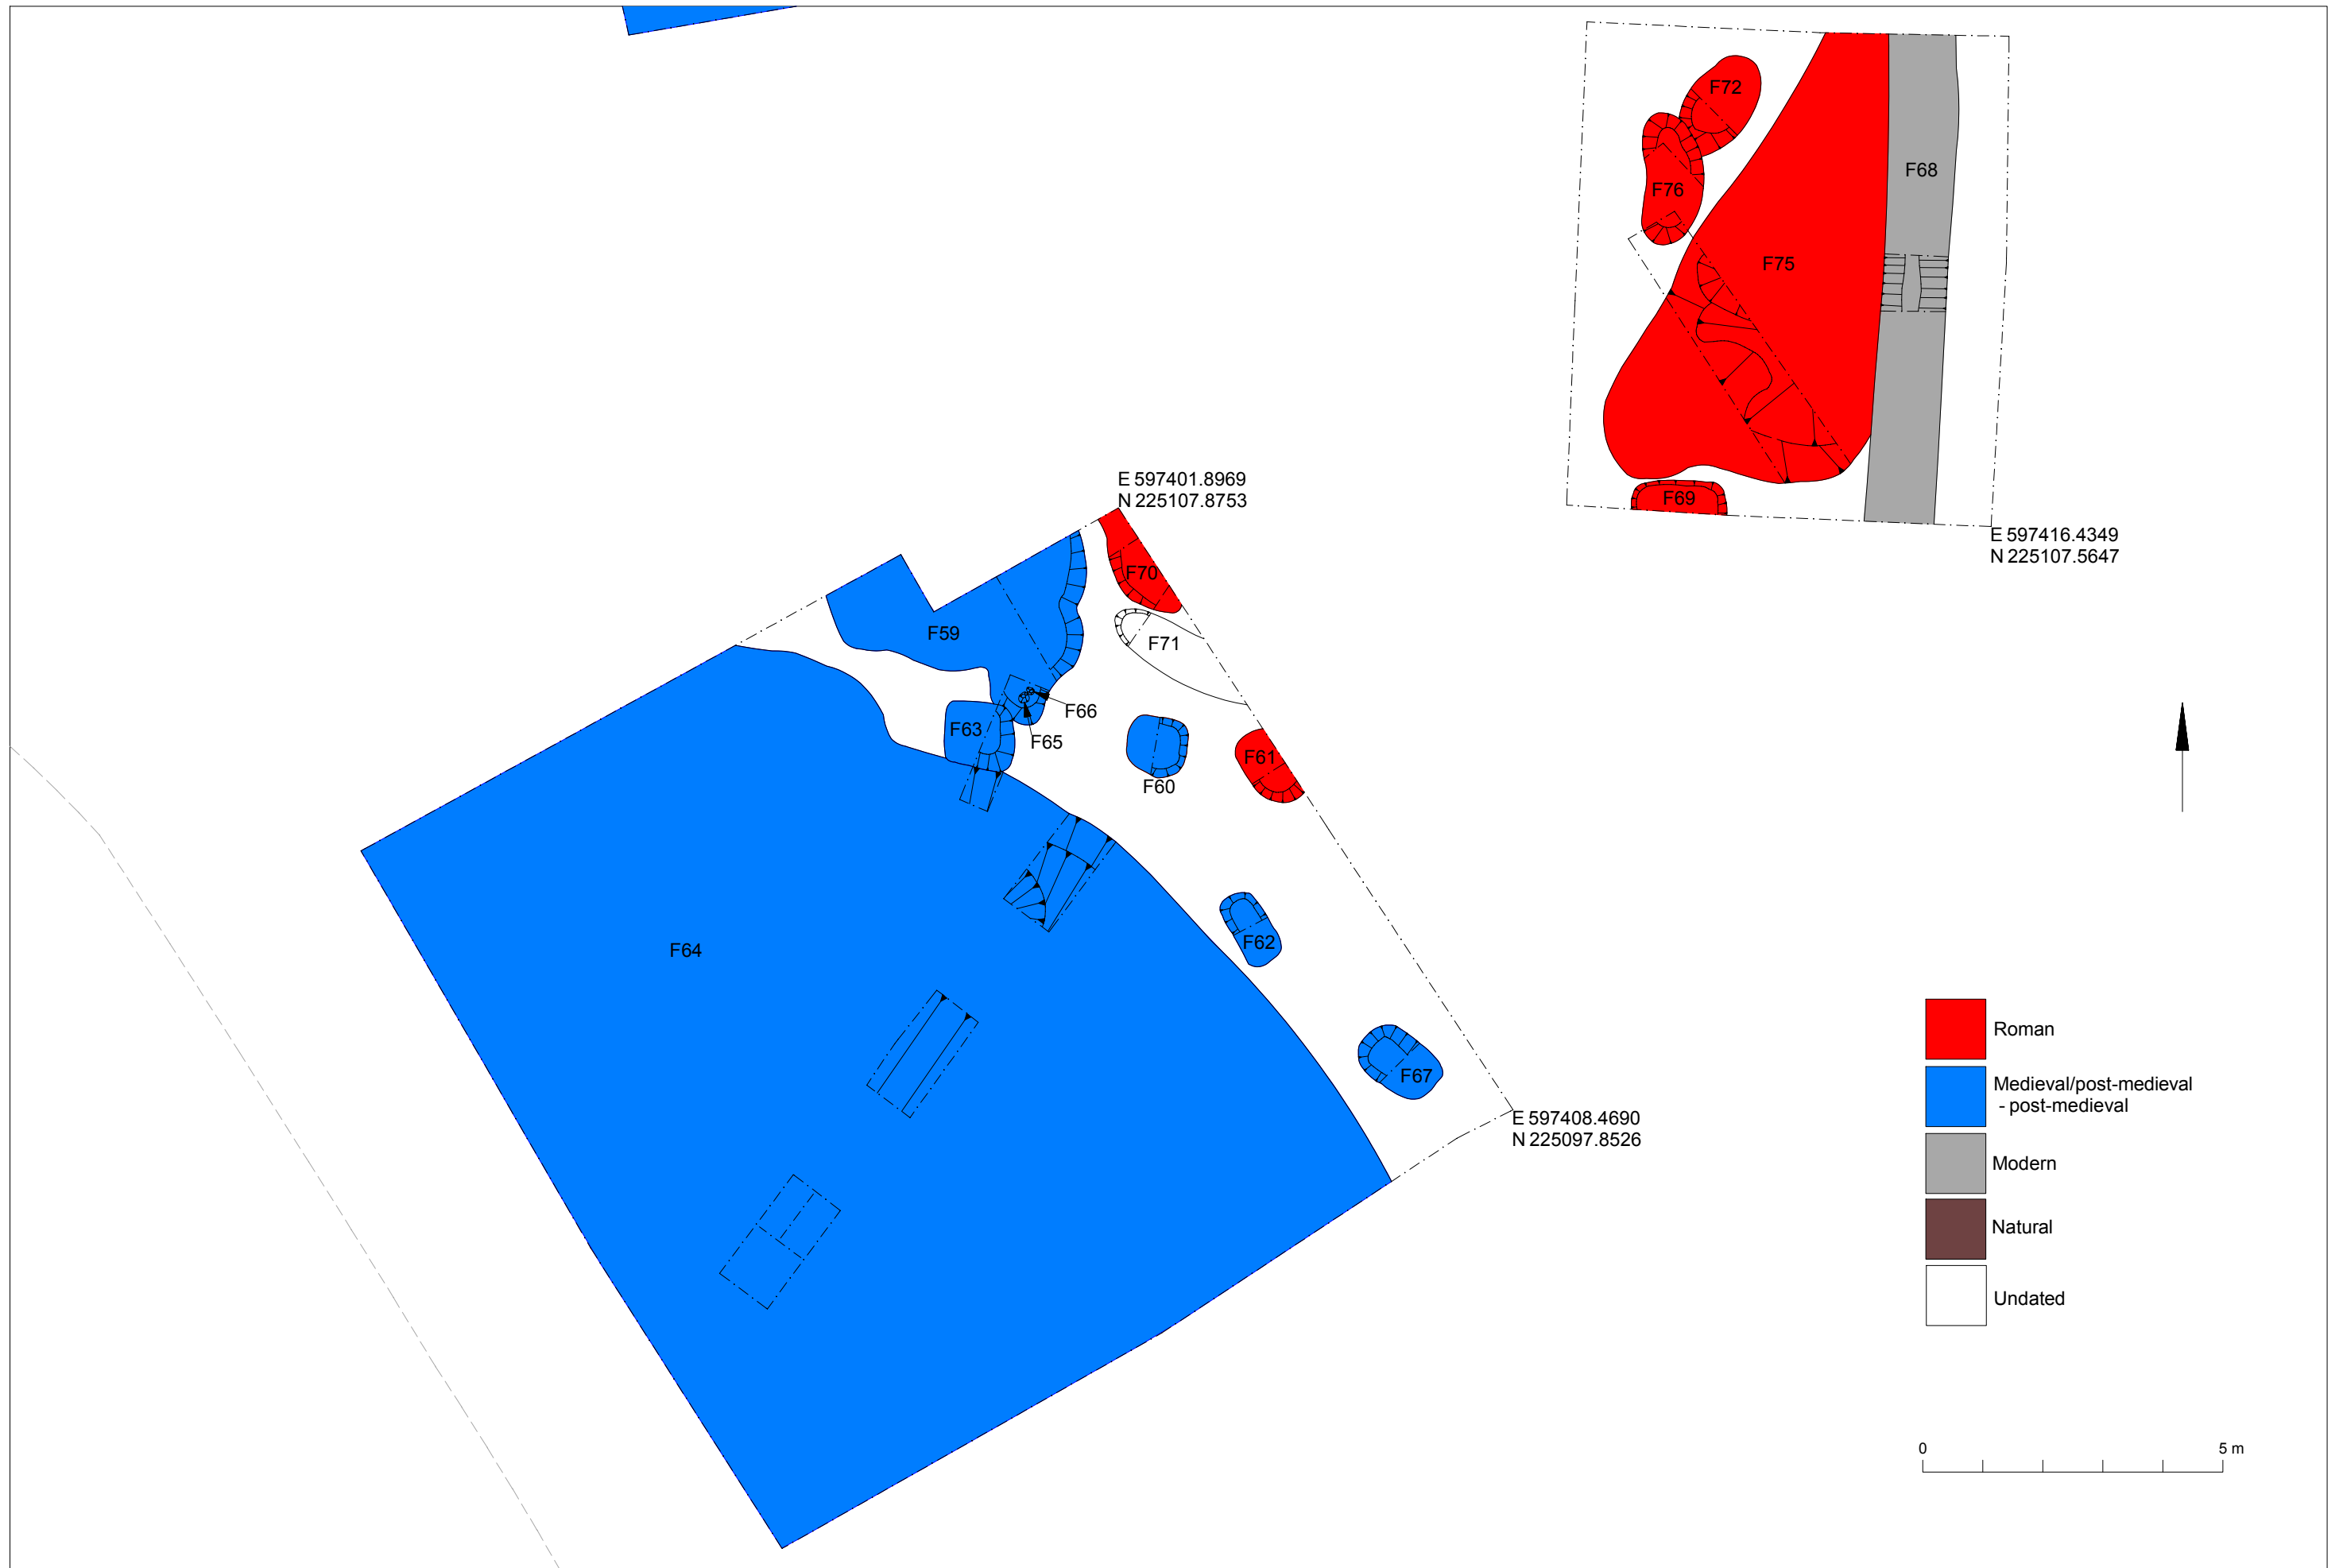 F72
F68
F76
F75
E 597401.8969
N 225107.8753
F69
E 597416.4349
N 225107.5647
F70
F59
F71
F66
F63
F65
F61
F60
F64
F62
F67
E 597408.4690
N 225097.8526
Roman
Medieval/post-medieval
- post-medieval
Modern
Natural
Undated
0 5 m